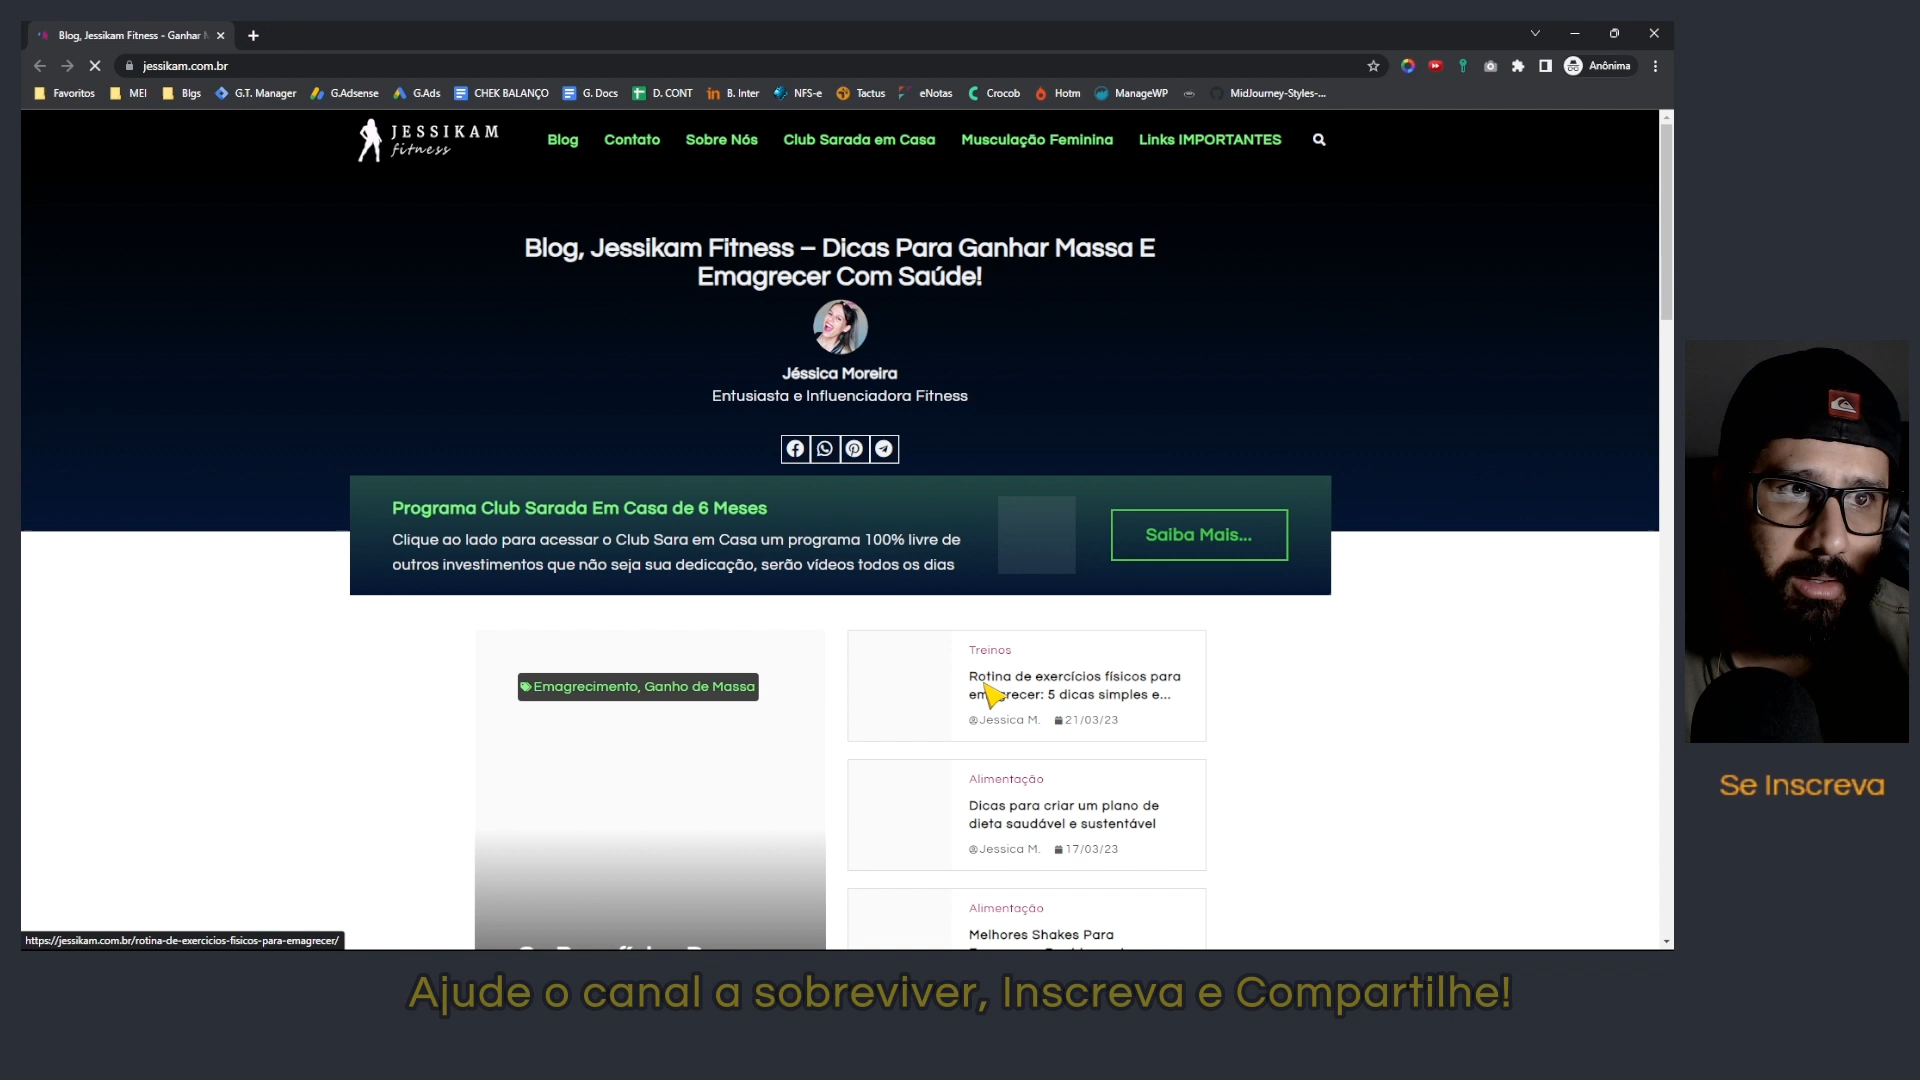 Blog, Jessikam Fitness - Ganhar
jessikam.com.br
Anônima
Favoritos
MEI
Blgs
G.T. Manager
G.Adsense
G.Ads
CHEK BALANÇO
G. Docs
D. CONT
B. Inter
NFS-e
Tactus
eNotas
Crocob
Hotm
ManageWP
MidJourney-Styles-...
JESSIKAM
fitness
Blog
Contato
Sobre Nós
Club Sarada em Casa
Musculação Feminina
Links IMPORTANTES
Blog, Jessikam Fitness – Dicas Para Ganhar Massa E
Emagrecer Com Saúde!
Jéssica Moreira
Entusiasta e Influenciadora Fitness
Programa Club Sarada Em Casa de 6 Meses
Clique ao lado para acessar o Club Sara em Casa um programa 100% livre de
outros investimentos que não seja sua dedicação, serão vídeos todos os dias
Saiba Mais...
Emagrecimento, Ganho de Massa
Treinos
Rotina de exercícios físicos para
emagrecer: 5 dicas simples e...
Jessica M. 21/03/23
Alimentação
Dicas para criar um plano de
dieta saudável e sustentável
Jessica M. 17/03/23
Alimentação
Melhores Shakes Para
https://jessikam.com.br/rotina-de-exercicios-fisicos-para-emagrecer/
Se Inscreva
Ajude o canal a sobreviver, Inscreva e Compartilhe!